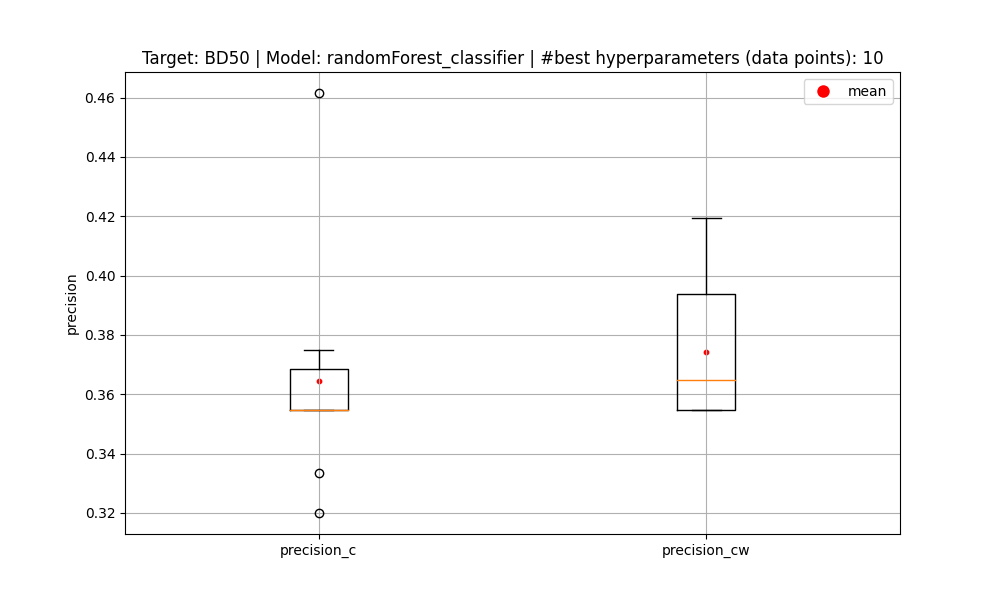 Target: BD50 | Model: randomForest_classifier | #best hyperparameters (data points): 10
mean
0.46
0.44
0.42
0.40
0.38
0.36
0.34
0.32
precision
precision_c
precision_cw